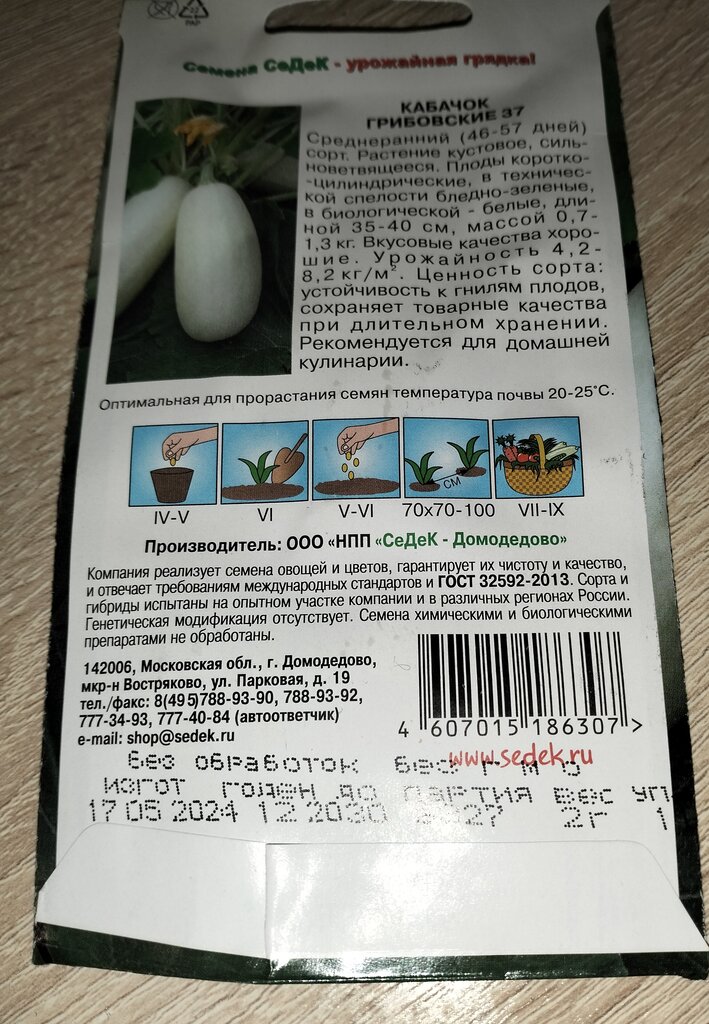 22
PAP
Семена СеДеК - урожайная грядка!
КАБАЧОК
ГРИБОВСКИЕ 37
Среднеранний (46-57 дней)
сорт. Растение кустовое, силь-
новетвящееся. Плоды коротко-
-цилиндрические, в техничес-
кой спелости бледно-зеленые,
в биологической - белые, дли-
ной 35-40 см, массой 0,7-
1,3 кг. Вкусовые качества хоро-
шие. Урожайность 4,2-
8,2 кг/м². Ценность сорта:
устойчивость к гнилям плодов,
сохраняет товарные качества
при длительном хранении.
Рекомендуется для домашней
кулинарии.
Оптимальная для прорастания семян температура почвы 20-25°С.
см
IV-V VI V-VI 70x70-100 VII-IX
Производитель: ООО «НПП «СеДеК - Домодедово»
Компания реализует семена овощей и цветов, гарантирует их чистоту и качество,
и отвечает требованиям международных стандартов и ГОСТ 32592-2013. Сорта и
гибриды испытаны на опытном участке компании и в различных регионах России.
Генетическая модификация отсутствует. Семена химическими и биологическими
препаратами не обработаны.
142006, Московская обл., г. Домодедово,
мкр-н Востряково, ул. Парковая, д. 19
тел./факс: 8(495)788-93-90, 788-93-92,
777-34-93, 777-40-84 (автоответчик)
e-mail: shop@sedek.ru
4 607015 186307 >
www.sedek.ru
без обработок без гмо
изгот годен до партия вес уп
17 05 2024 12 2030 2 г 1